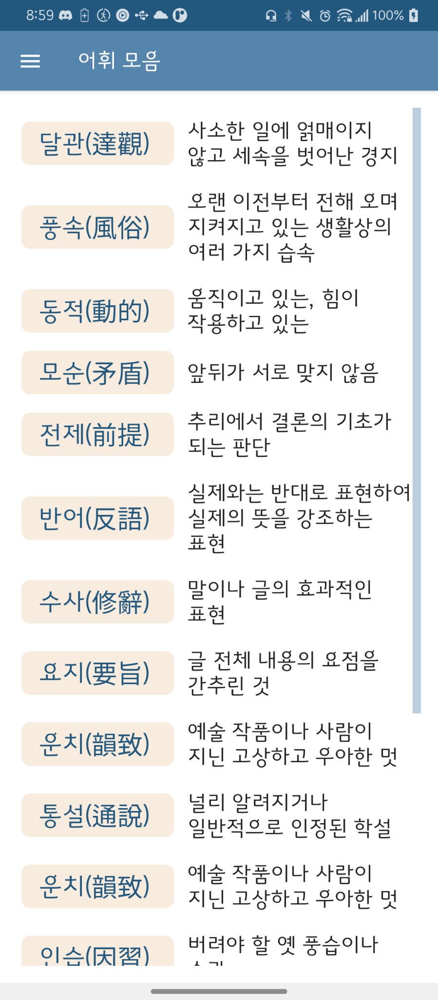 8:59
100%
어휘 모음
달관(達觀)
사소한 일에 얽매이지
않고 세속을 벗어난 경지
풍속(風俗)
오랜 이전부터 전해 오며
지켜지고 있는 생활상의
여러 가지 습속
동적(動的)
움직이고 있는, 힘이
작용하고 있는
모순(矛盾)
앞뒤가 서로 맞지 않음
전제(前提)
추리에서 결론의 기초가
되는 판단
반어(反語)
실제와는 반대로 표현하여
실제의 뜻을 강조하는
표현
수사(修辭)
말이나 글의 효과적인
표현
요지(要旨)
글 전체 내용의 요점을
간추린 것
운치(韻致)
예술 작품이나 사람이
지닌 고상하고 우아한 멋
통설(通說)
널리 알려지거나
일반적으로 인정된 학설
운치(韻致)
예술 작품이나 사람이
지닌 고상하고 우아한 멋
인습(因習)
버려야 할 옛 풍습이나